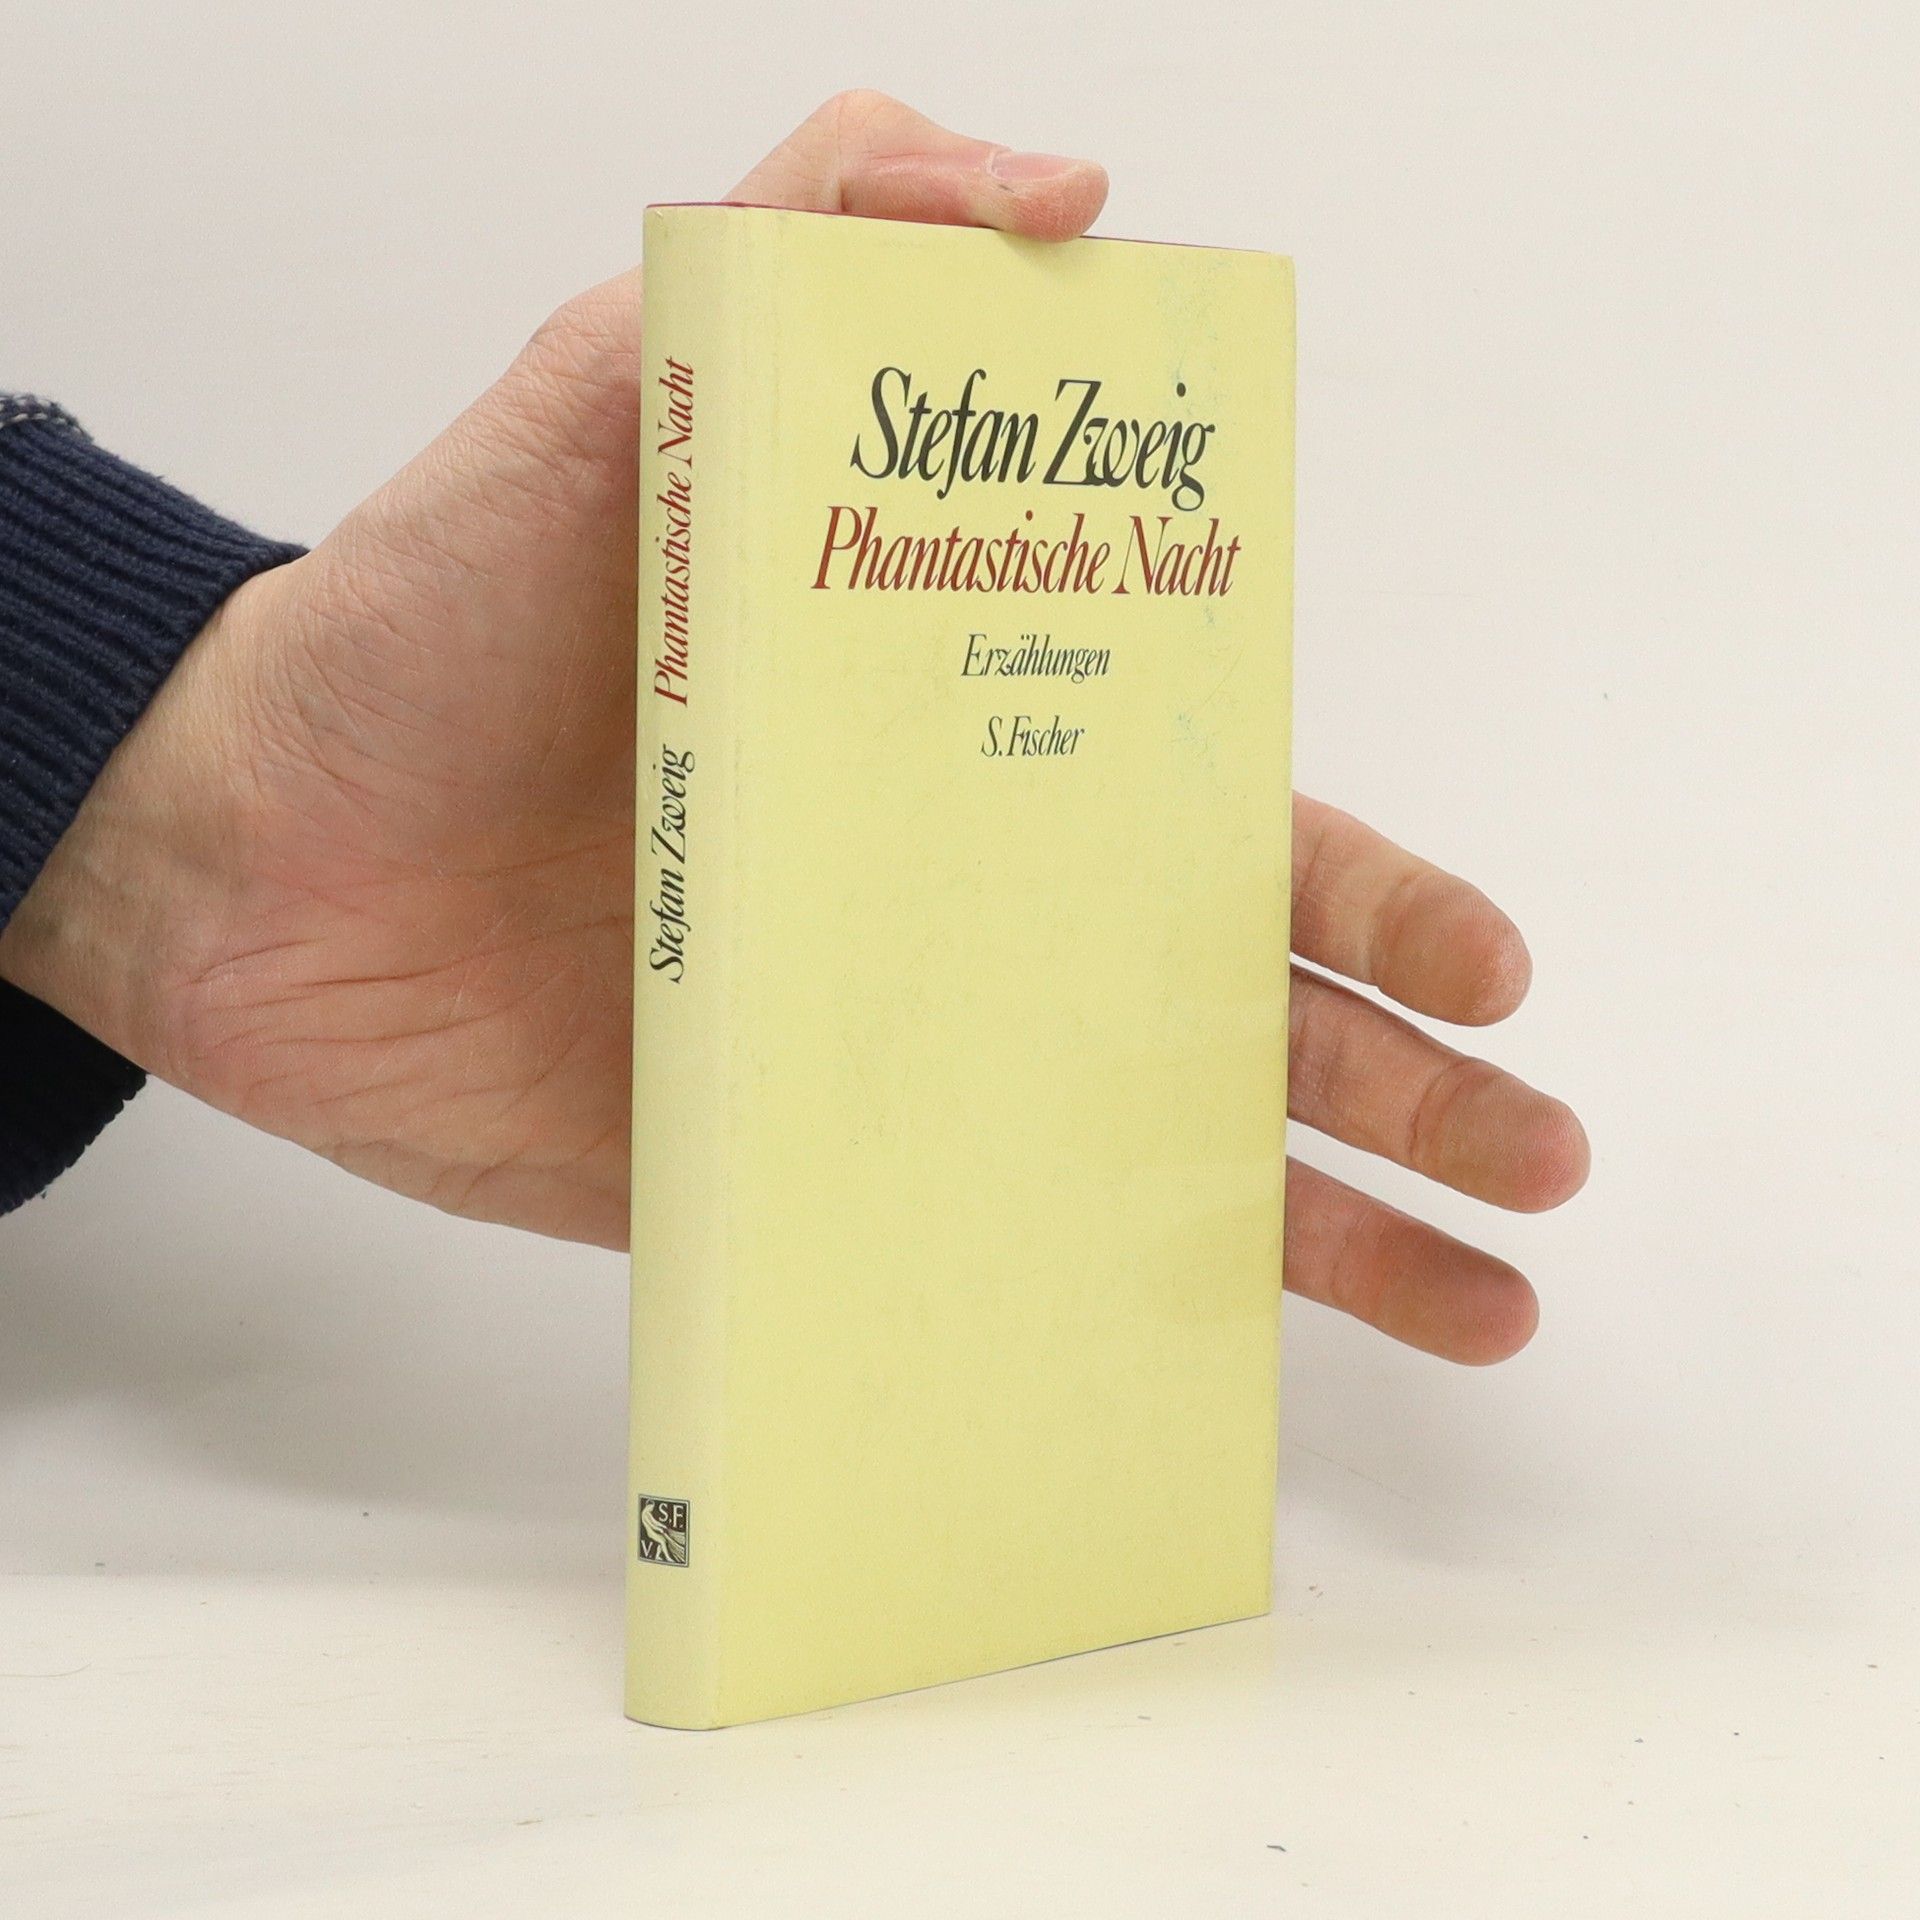 Stefan Zweig
Phantastische Nacht
Erzählungen
S. Fischer
Stefan Zweig Phantastische Nacht
S. F.
V.